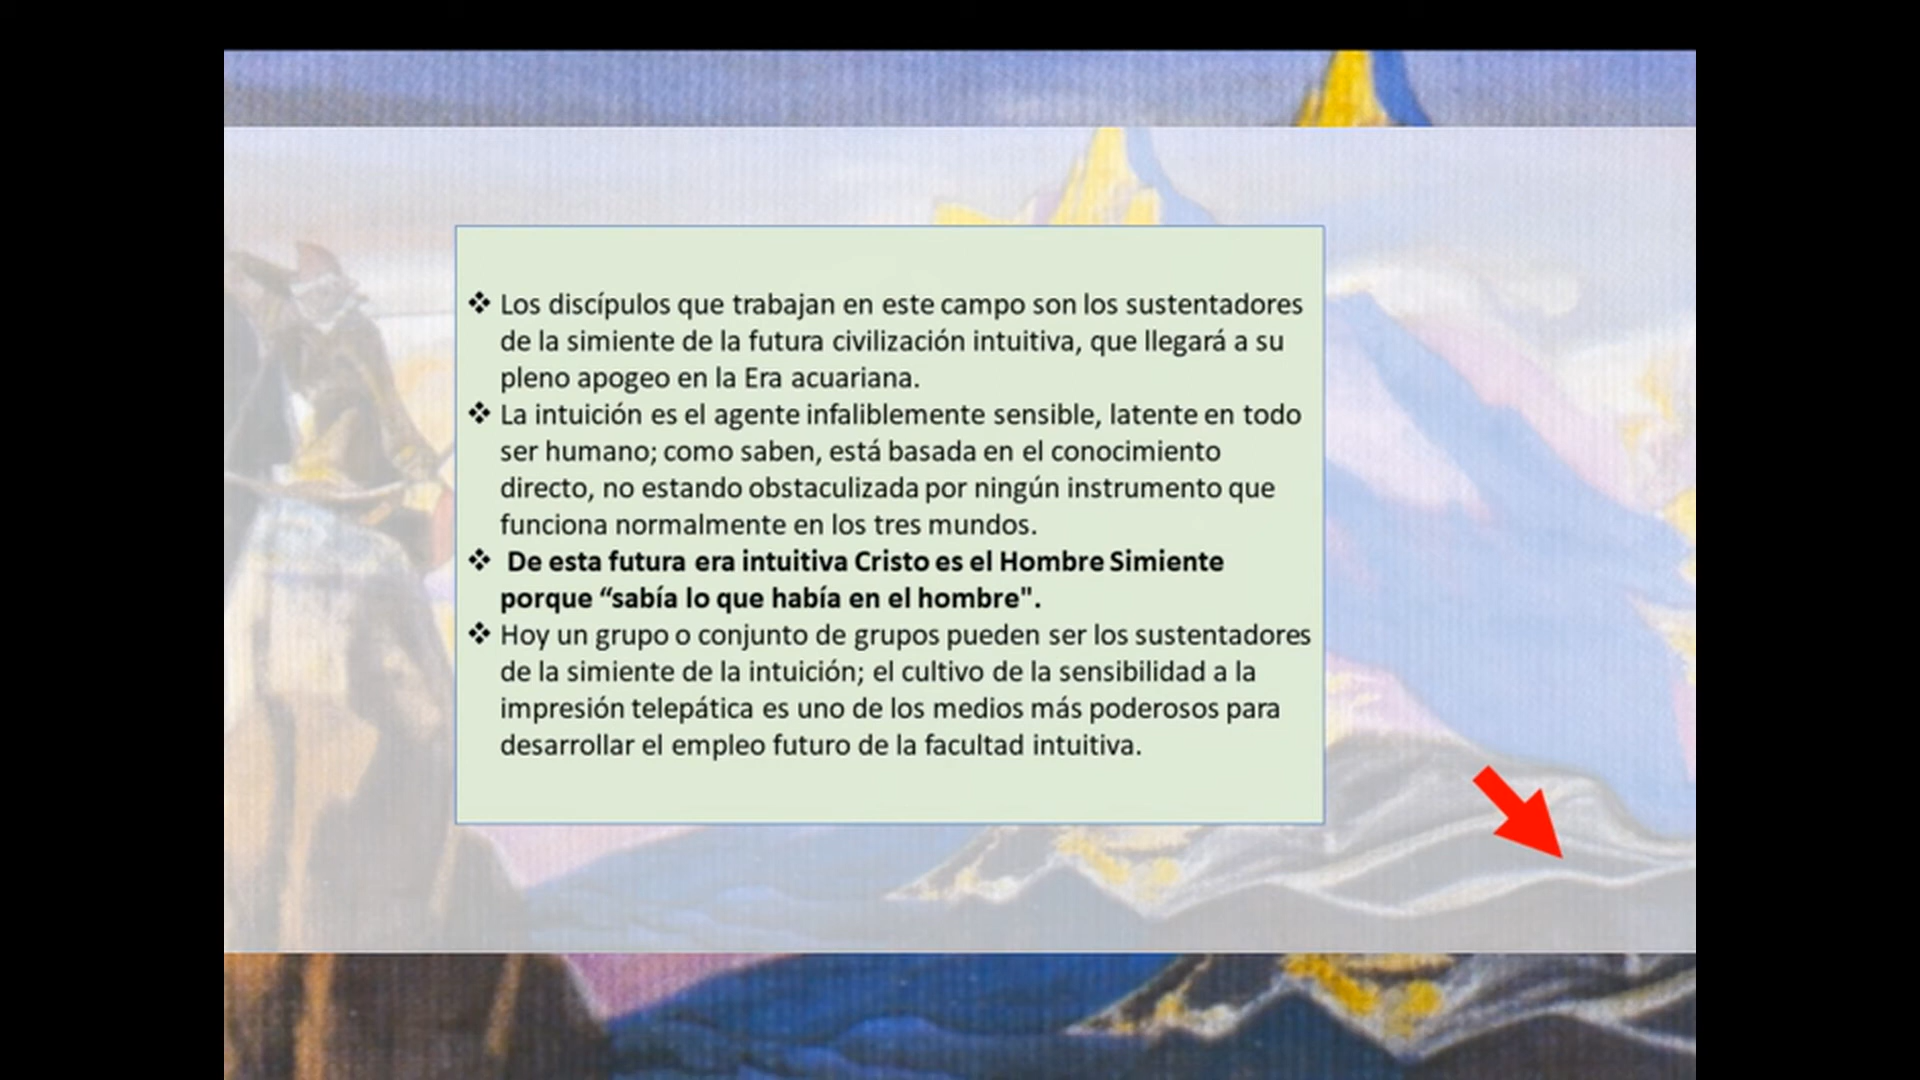 ❖ Los discípulos que trabajan en este campo son los sustentadores
de la simiente de la futura civilización intuitiva, que llegará a su
pleno apogeo en la Era acuariana.
❖ La intuición es el agente infaliblemente sensible, latente en todo
ser humano; como saben, está basada en el conocimiento
directo, no estando obstaculizada por ningún instrumento que
funciona normalmente en los tres mundos.
❖ De esta futura era intuitiva Cristo es el Hombre Simiente
porque “sabía lo que había en el hombre".
❖ Hoy un grupo o conjunto de grupos pueden ser los sustentadores
de la simiente de la intuición; el cultivo de la sensibilidad a la
impresión telepática es uno de los medios más poderosos para
desarrollar el empleo futuro de la facultad intuitiva.